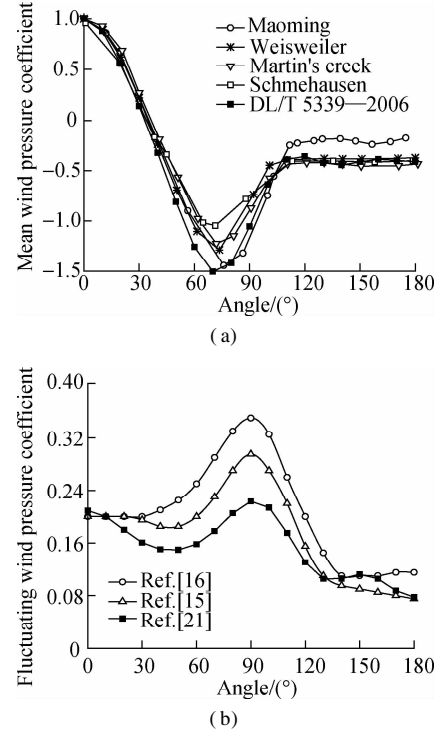 1.0
0.5
0
−0.5
−1.0
−1.5
Mean wind pressure coefficient
Maoming
Weisweiler
Martin's creek
Schmehausen
DL/T 5339—2006
0 30 60 90 120 150 180
Angle/(°)
(a)
0.40
0.32
0.24
0.16
0.08
0
Fluctuating wind pressure coefficient
Ref.[16]
Ref.[15]
Ref.[21]
0 30 60 90 120 150 180
Angle/(°)
(b)